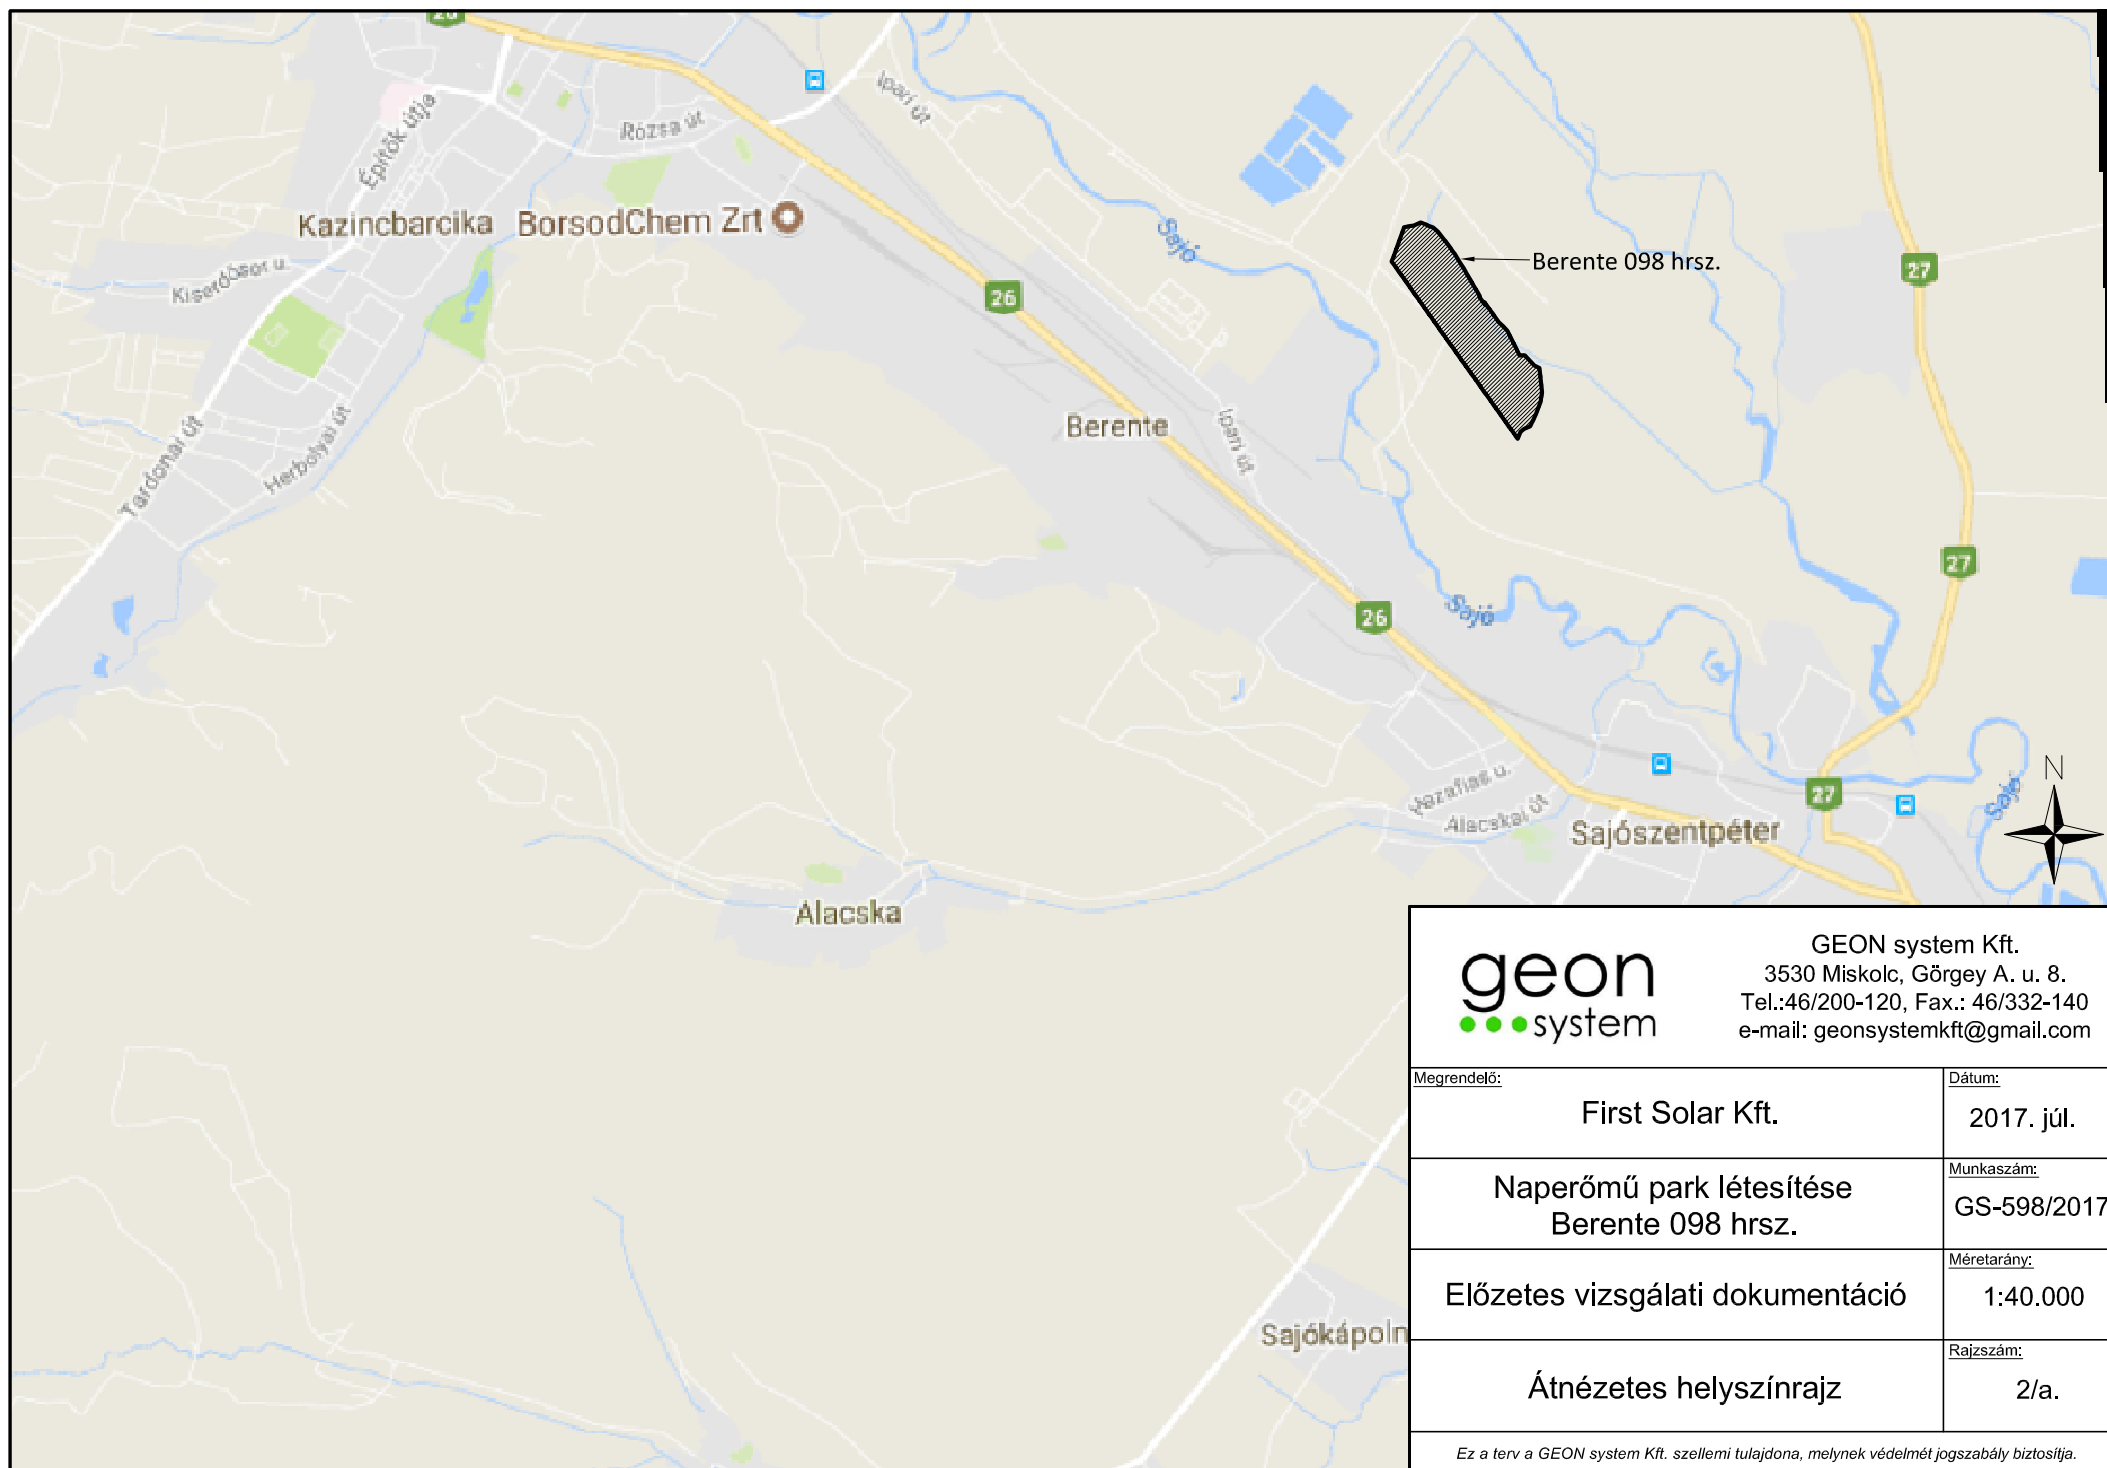 26
Ipari út
Építők útja
Rózsa út
Kazincbarcika
BorsodChem Zrt
Sajó
Berente 098 hrsz.
27
26
Tardonai út
Herbolyai út
Berente
Ipari út
27
26
Sajó
27
N
Sajó
Alacskai út
Sajószentpéter
Alacska
geon
system
GEON system Kft.
3530 Miskolc, Görgey A. u. 8.
Tel.:46/200-120, Fax.: 46/332-140
e-mail: geonsystemkft@gmail.com
Megrendelő:
First Solar Kft.
Dátum:
2017. júl.
Naperőmű park létesítése
Berente 098 hrsz.
Munkaszám:
GS-598/2017
Előzetes vizsgálati dokumentáció
Méretarány:
1:40.000
Sajókápoln
Átnézetes helyszínrajz
Rajzszám:
2/a.
Ez a terv a GEON system Kft. szellemi tulajdona, melynek védelmét jogszabály biztosítja.